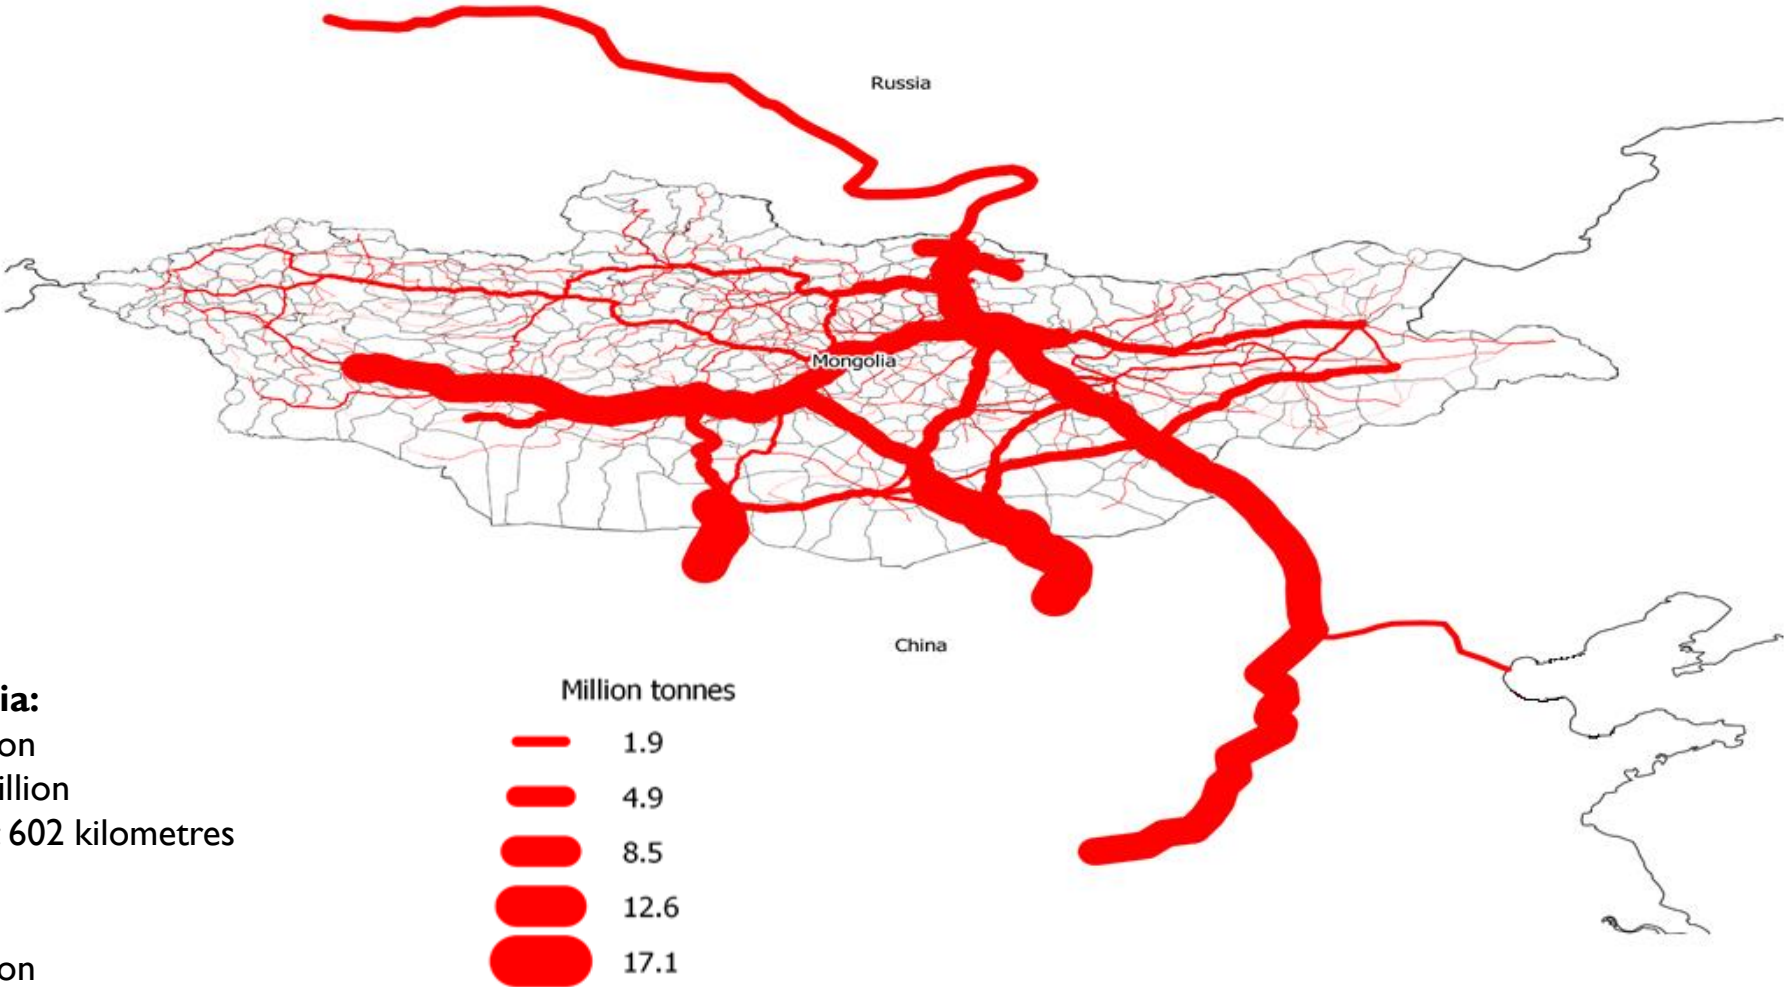 Russia
Mongolia
China
ia:
on
illion
602 kilometres
on
Million tonnes
1.9
4.9
8.5
12.6
17.1